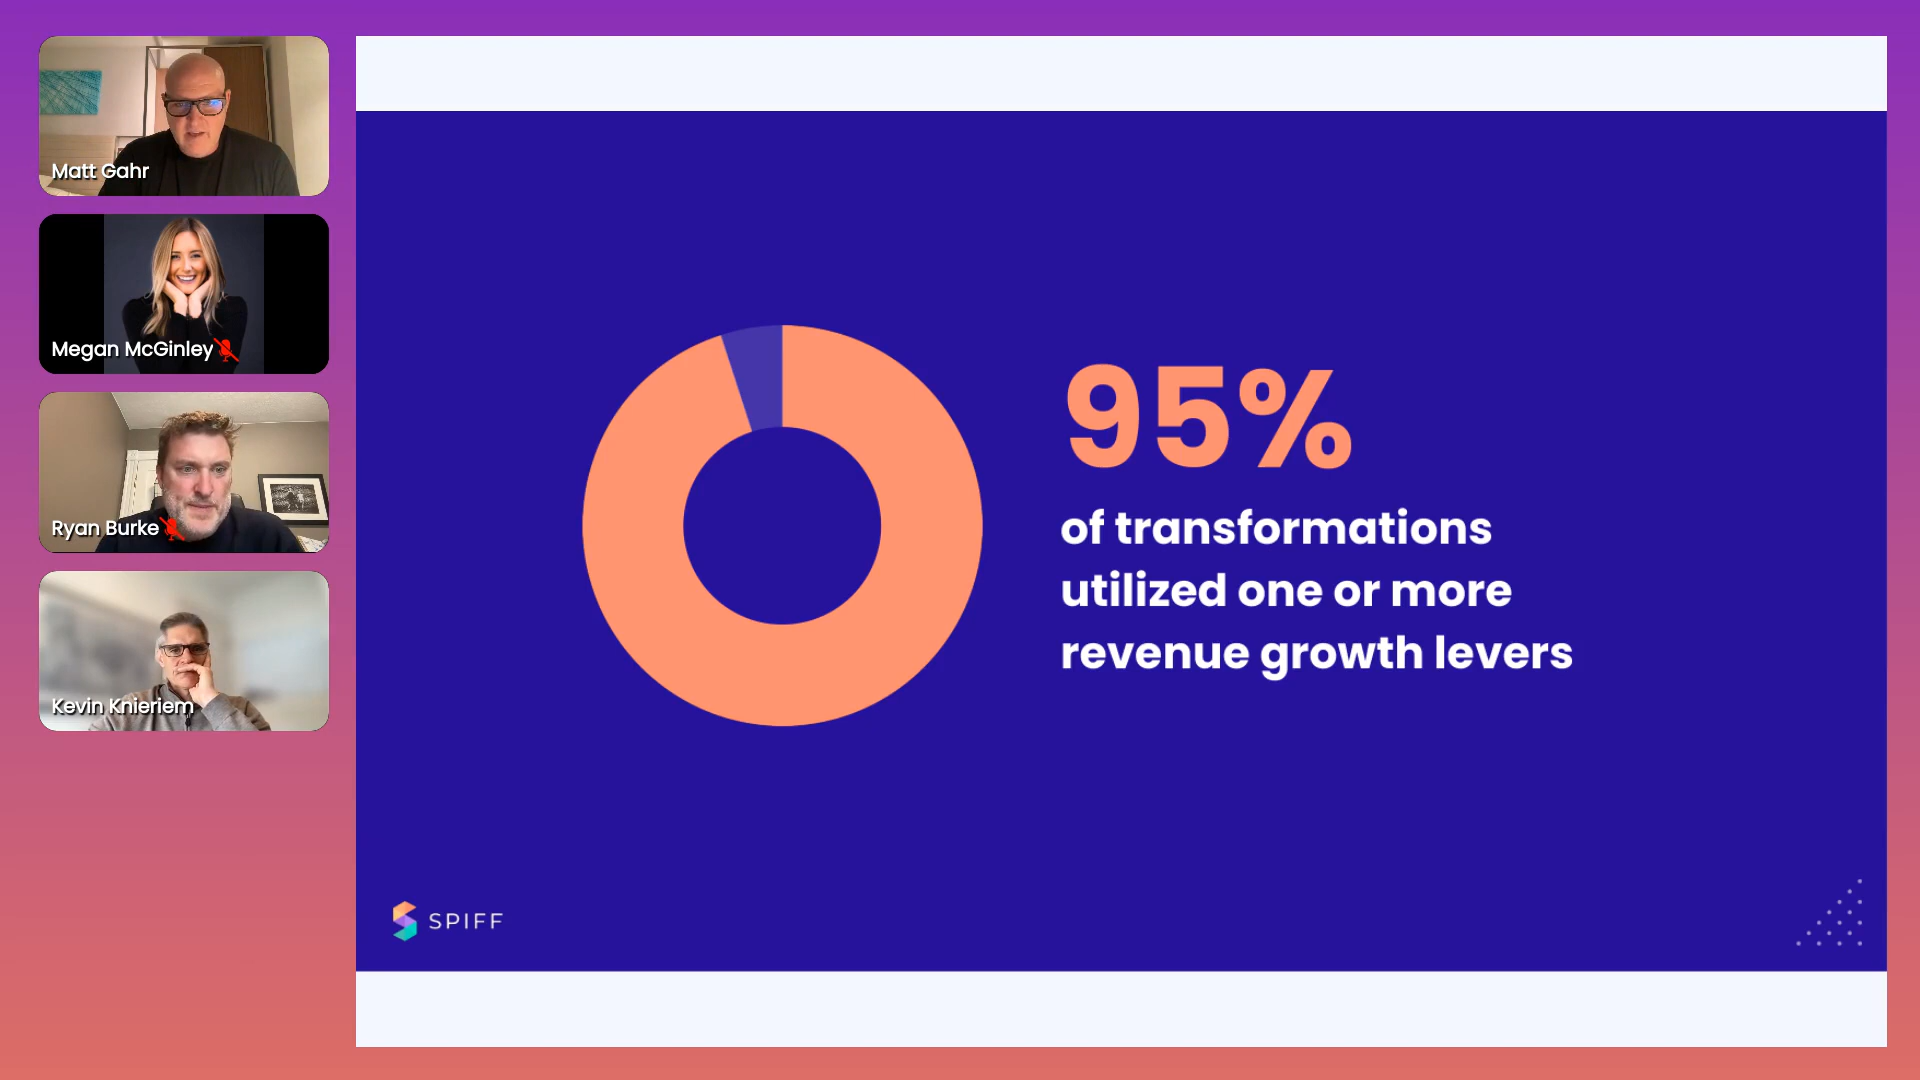 Matt Gahr
Megan McGinley
Ryan Burke
Kevin Knieriem
95%
of transformations
utilized one or more
revenue growth levers
SPIFF